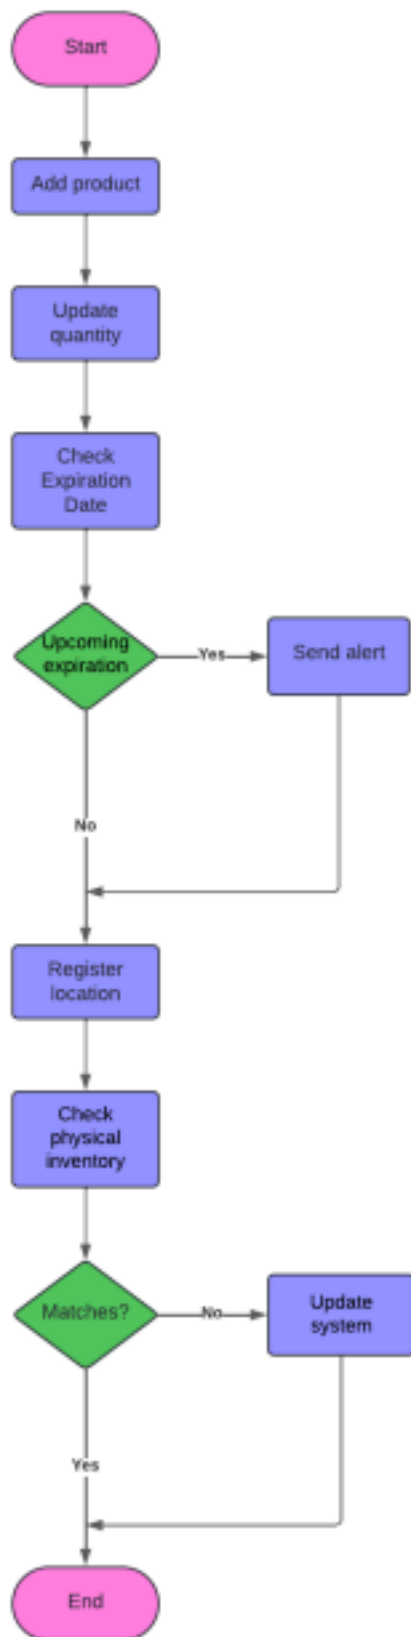 Start
Add product
Update
quantity
Check
Expiration
Date
Upcoming
expiration
Yes
Send alert
No
Register
location
Check
physical
inventory
Matches?
No
Update
system
Yes
End